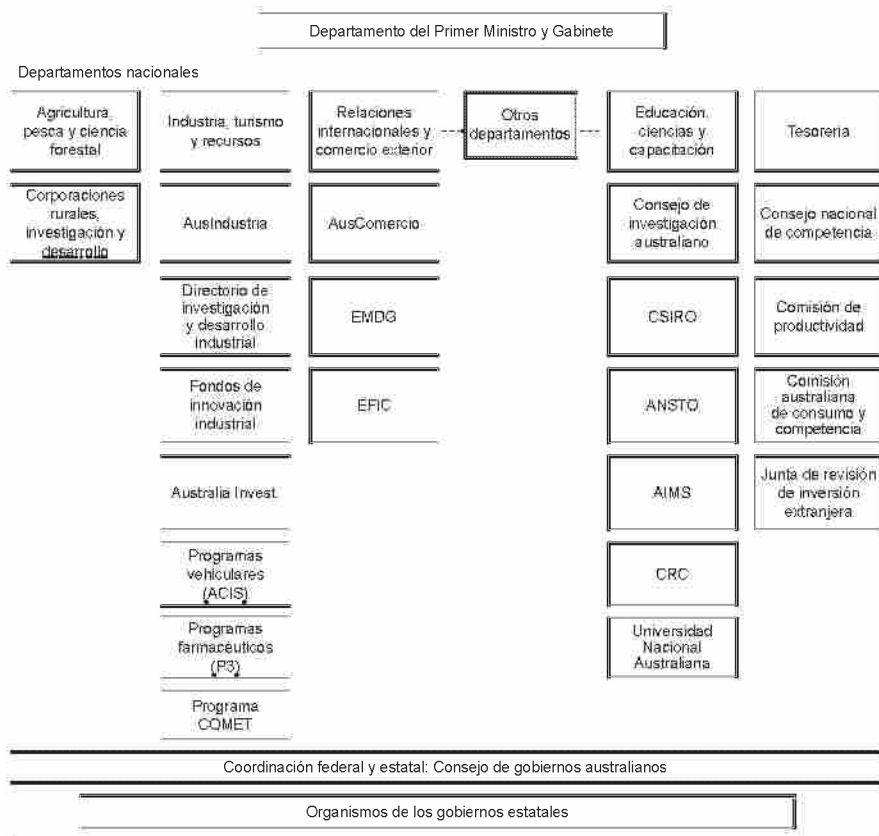 Departamento del Primer Ministro y Gabinete
Departamentos nacionales
Agricultura,
pesca y ciencia
forestal
Industria, turismo
y recursos
Relaciones
internacionales y
comercio exterior
Otros
departamentos
Educación,
ciencias y
capacitación
Tesorería
Corporaciones
rurales,
investigación y
desarrollo
AusIndustria
AusComercio
Consejo de
investigación
australiano
Consejo nacional
de competencia
Directorio de
investigación
y desarrollo
industrial
EMDG
CSIRO
Comisión de
productividad
Fondos de
innovación
industrial
EFIC
ANSTO
Comisión
australiana
de consumo y
competencia
Australia Invest.
AIMS
Junta de revisión
de inversión
extranjera
Programas
vehiculares
(ACIS)
CRC
Programas
farmacéuticos
(P3)
Universidad
Nacional
Australiana
Programa
COMET
Coordinación federal y estatal: Consejo de gobiernos australianos
Organismos de los gobiernos estatales